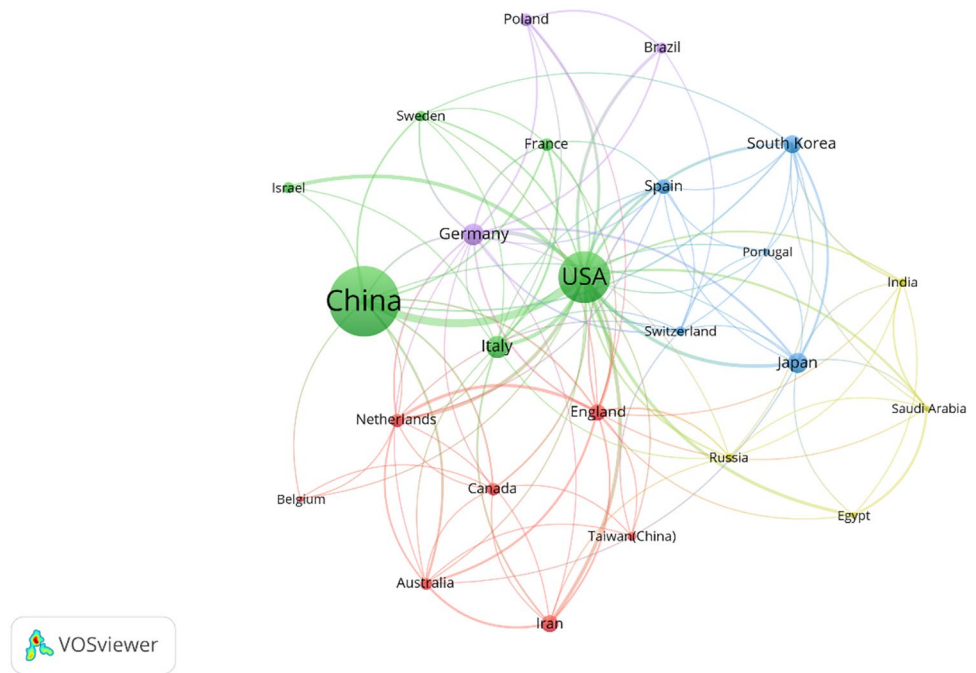 Poland
Brazil
Sweden
France
South Korea
Israel
Spain
Germany
Portugal
USA
India
China
Switzerland
Italy
Japan
Saudi Arabia
England
Netherlands
Russia
Canada
Belgium
Egypt
Taiwan(China)
Australia
Iran
VOSviewer